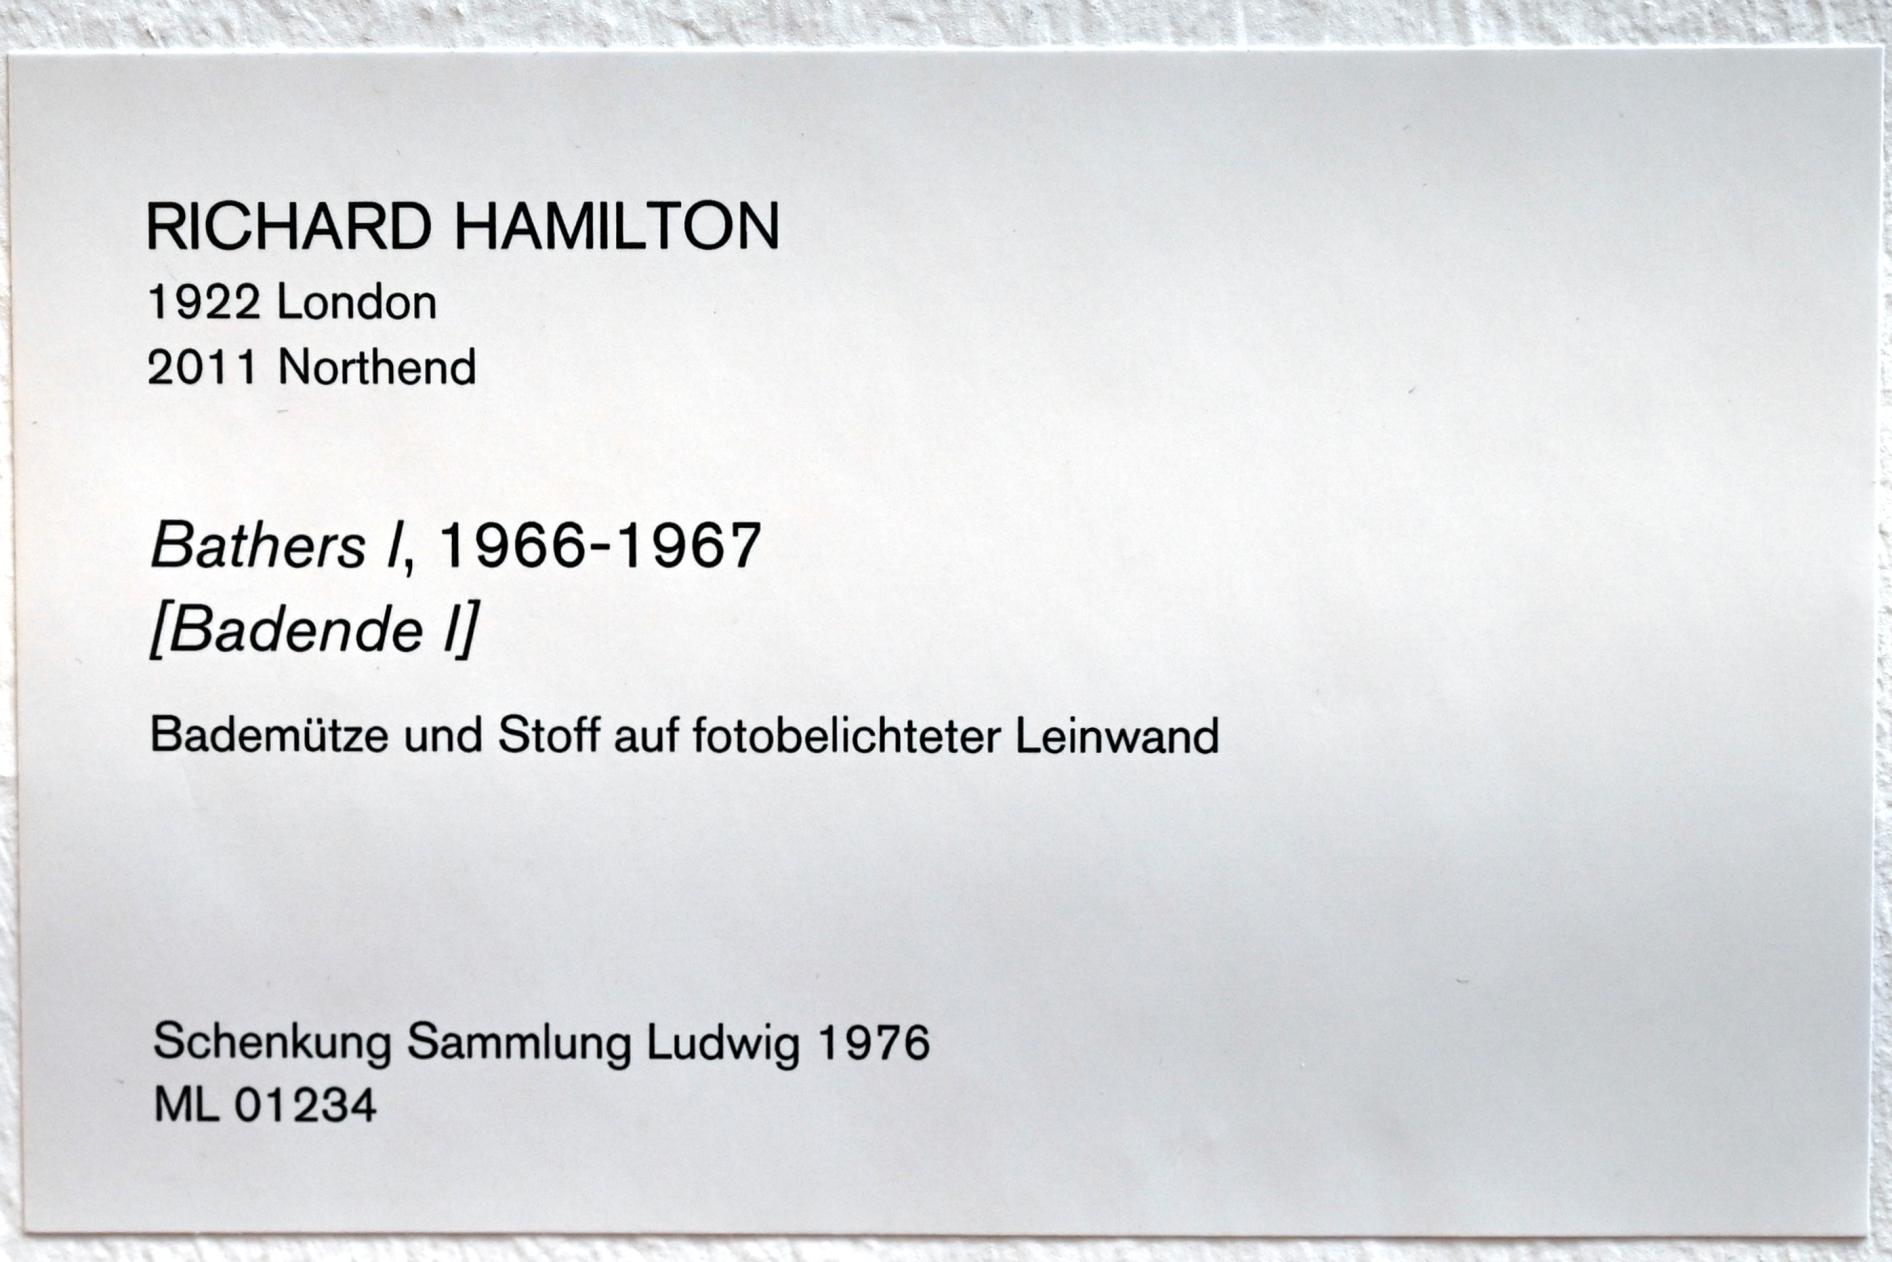 RICHARD HAMILTON
1922 London
2011 Northend
Bathers I, 1966-1967
[Badende I]
Bademütze und Stoff auf fotobelichteter Leinwand
Schenkung Sammlung Ludwig 1976
ML 01234